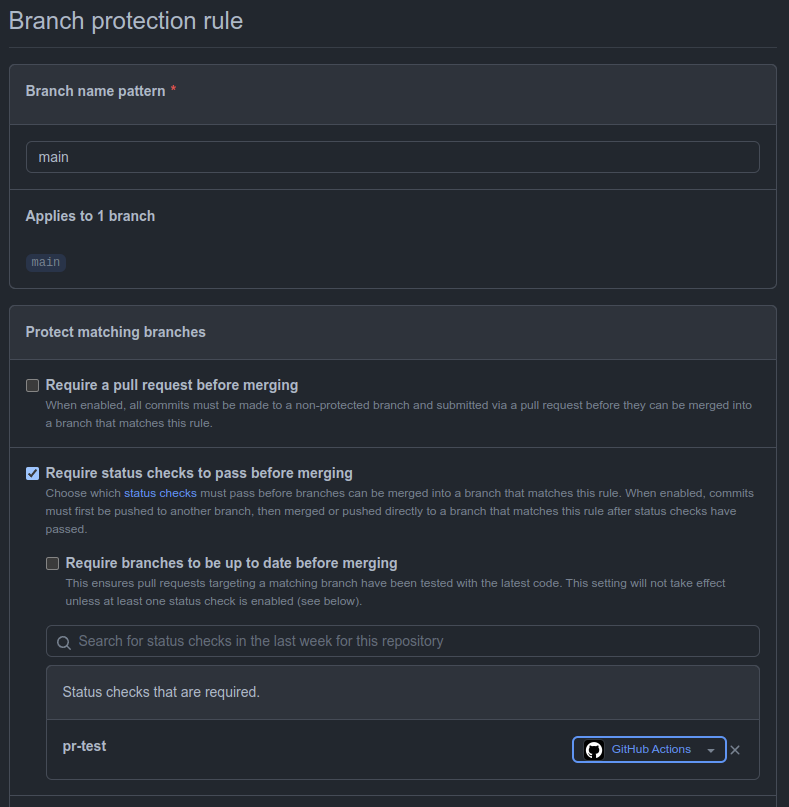 Branch protection rule
Branch name pattern *
main
Applies to 1 branch
main
Protect matching branches
Require a pull request before merging
When enabled, all commits must be made to a non-protected branch and submitted via a pull request before they can be merged into
a branch that matches this rule.
Require status checks to pass before merging
Choose which status checks must pass before branches can be merged into a branch that matches this rule. When enabled, commits
must first be pushed to another branch, then merged or pushed directly to a branch that matches this rule after status checks have
passed.
Require branches to be up to date before merging
This ensures pull requests targeting a matching branch have been tested with the latest code. This setting will not take effect
unless at least one status check is enabled (see below).
Search for status checks in the last week for this repository
Status checks that are required.
pr-test GitHub Actions